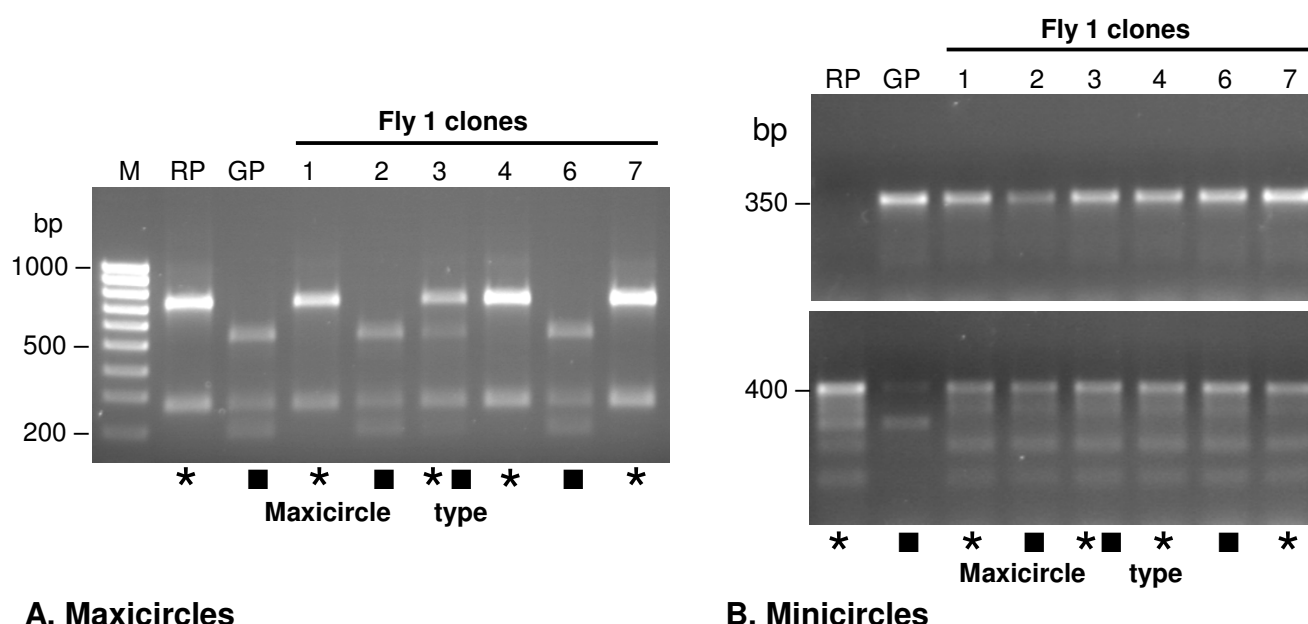 Fly 1 clones
M RP GP 1 2 3 4 6 7
bp
1000
500
200
* ■ * ■ * ■ * ■ *
Maxicircle type
A. Maxicircles
Fly 1 clones
RP GP 1 2 3 4 6 7
bp
350
400
* ■ * ■ * ■ * ■ *
Maxicircle type
B. Minicircles